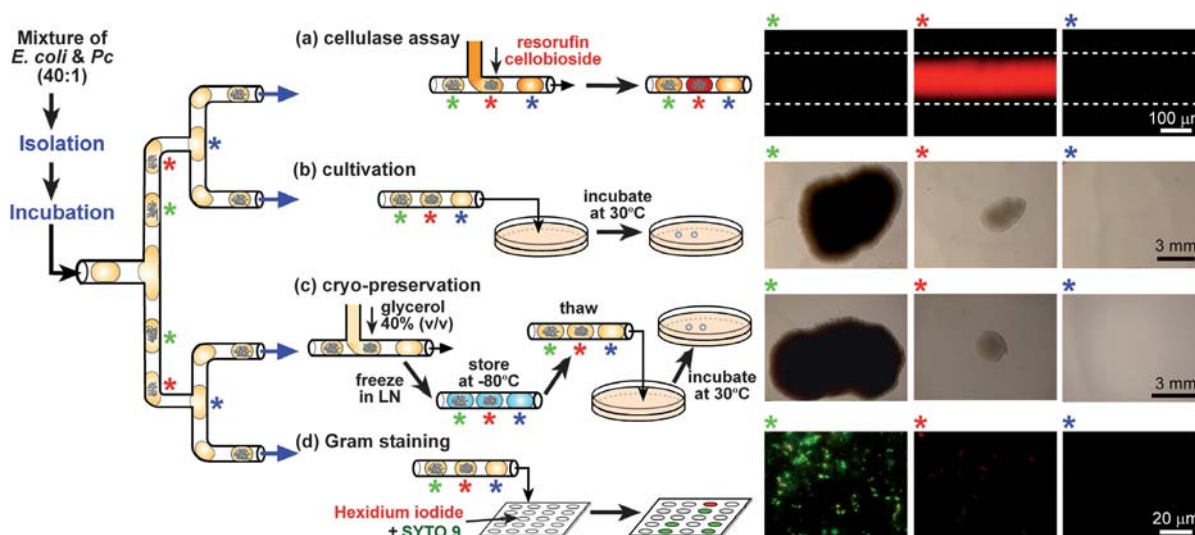 Mixture of
E. coli & Pc
(40:1)
Isolation
Incubation
(a) cellulase assay
resorufin
cellobioside
(b) cultivation
incubate
at 30°C
(c) cryo-preservation
glycerol
40% (v/v)
freeze
in LN
store
at -80°C
thaw
incubate
at 30°C
(d) Gram staining
Hexidium iodide
+ SYTO 9
100 μm
3 mm
3 mm
20 μm